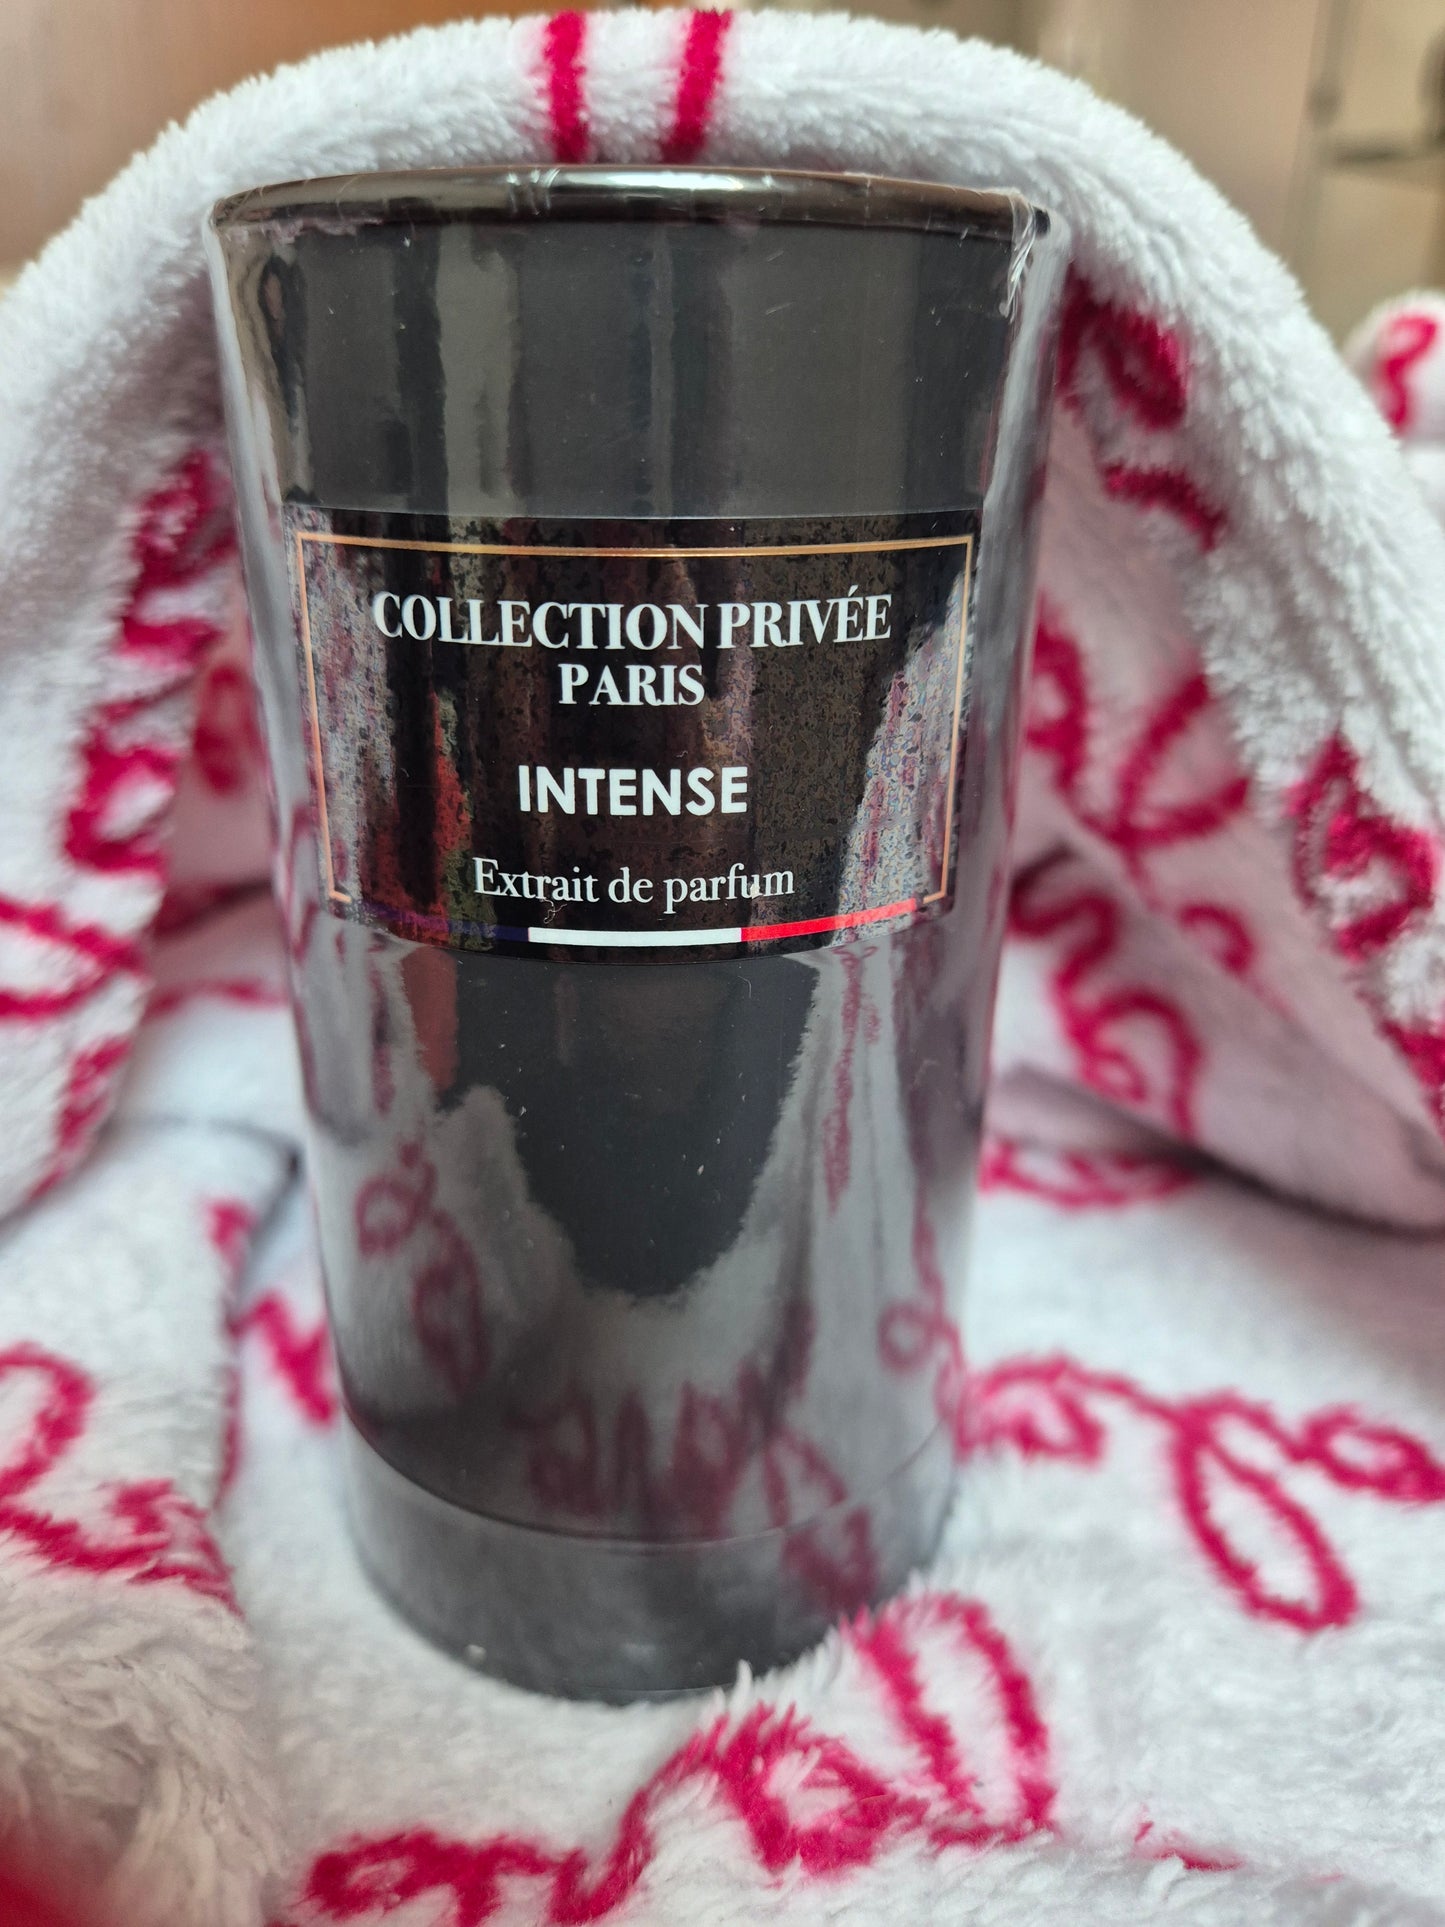 COLLECTION PRIVÉE
PARIS
INTENSE
Extrait de parfum